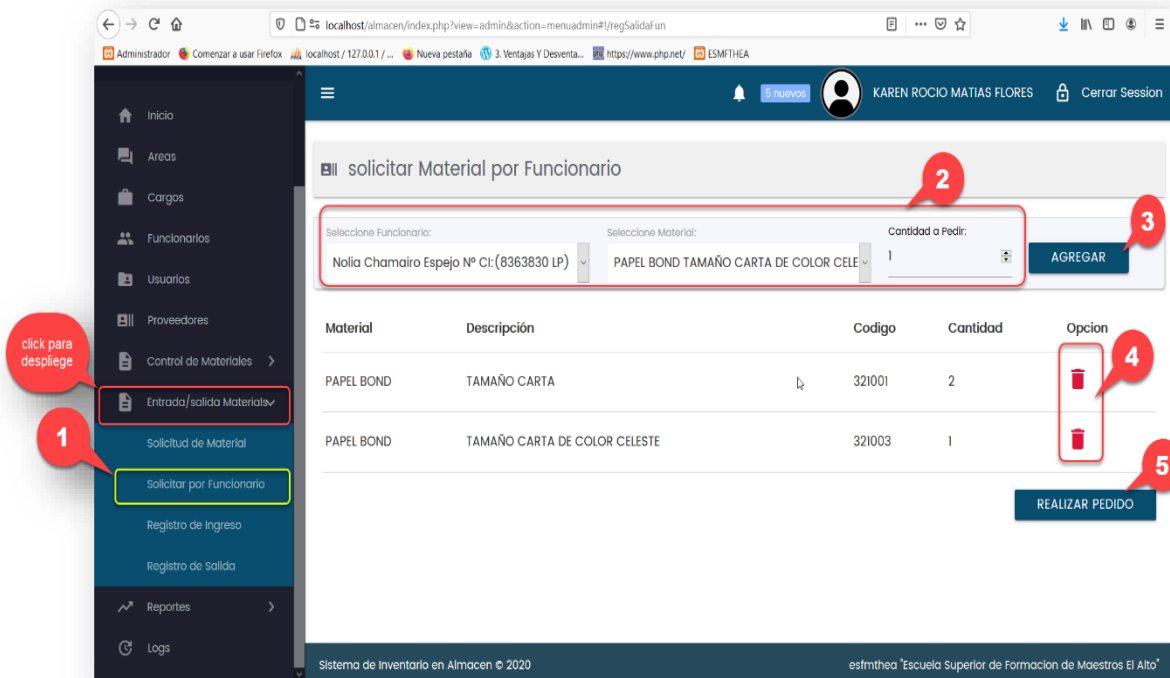 localhost/almacen/index.php?view=admin&action=menuadmin#!/regSalidaFun
Administrador Comenzar a usar Firefox localhost / 127.0.0.1 / ... Nueva pestaña 3. Ventajas Y Desventa... https://www.php.net/ ESMFTHEA
5 nuevos KAREN ROCIO MATIAS FLORES Cerrar Session
Inicio
Areas
Cargos
Funcionarios
Usuarios
Proveedores
Control de Materiales
click para
despliege
Entrada/salida Materials
1
Solicitud de Material
Solicitar por Funcionario
Registro de Ingreso
Registro de Salida
Reportes
Logs
solicitar Material por Funcionario
2
3
Seleccione Funcionario: Seleccione Material: Cantidad a Pedir:
Nolia Chamairo Espejo Nº CI:(8363830 LP) PAPEL BOND TAMAÑO CARTA DE COLOR CELE 1 AGREGAR
Material Descripción Codigo Cantidad Opcion
4
PAPEL BOND TAMAÑO CARTA 321001 2
PAPEL BOND TAMAÑO CARTA DE COLOR CELESTE 321003 1
5
REALIZAR PEDIDO
Sistema de Inventario en Almacen © 2020 esfmthea "Escuela Superior de Formacion de Maestros El Alto"